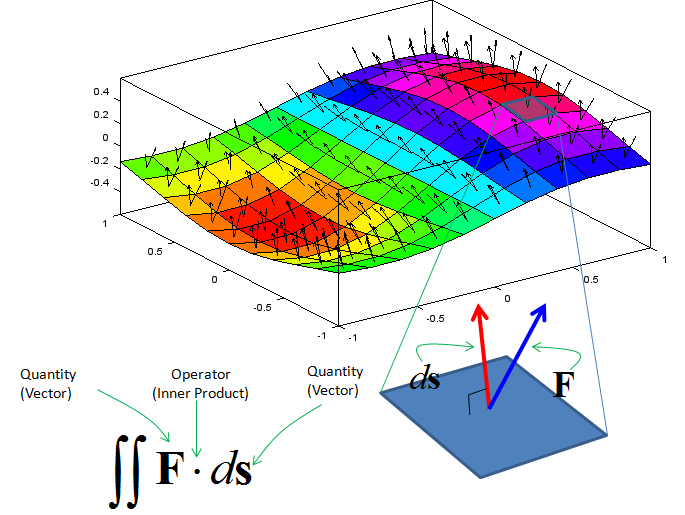 0.4
0.2
0
-0.2
-0.4
1
0.5
0
-0.5
-1
-1
-0.5
0
0.5
1
ds
F
Quantity
(Vector)
Operator
(Inner Product)
Quantity
(Vector)
∬ F · ds